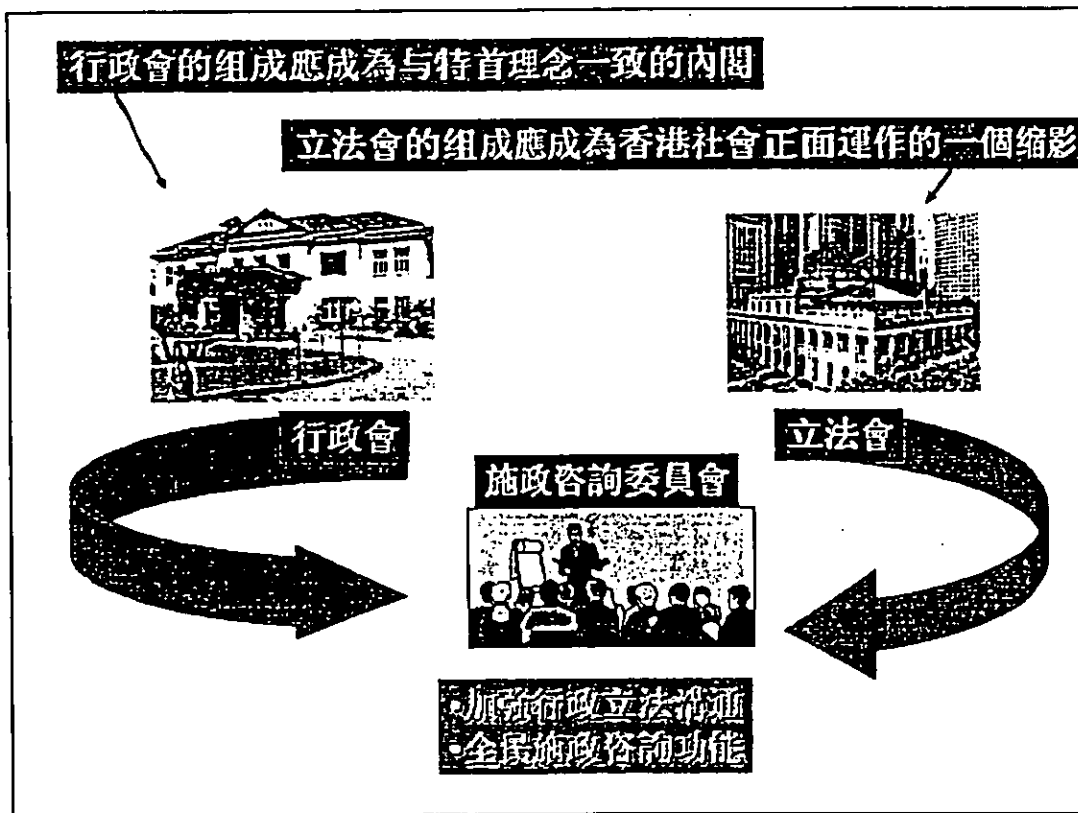 行政會的组成應成為与特首理念一致的內閣
立法會的组成應成為香港社會正面運作的一個缩影
行政會
立法會
施政咨詢委員會
•加强行政立法溝通
•全民施政咨詢功能